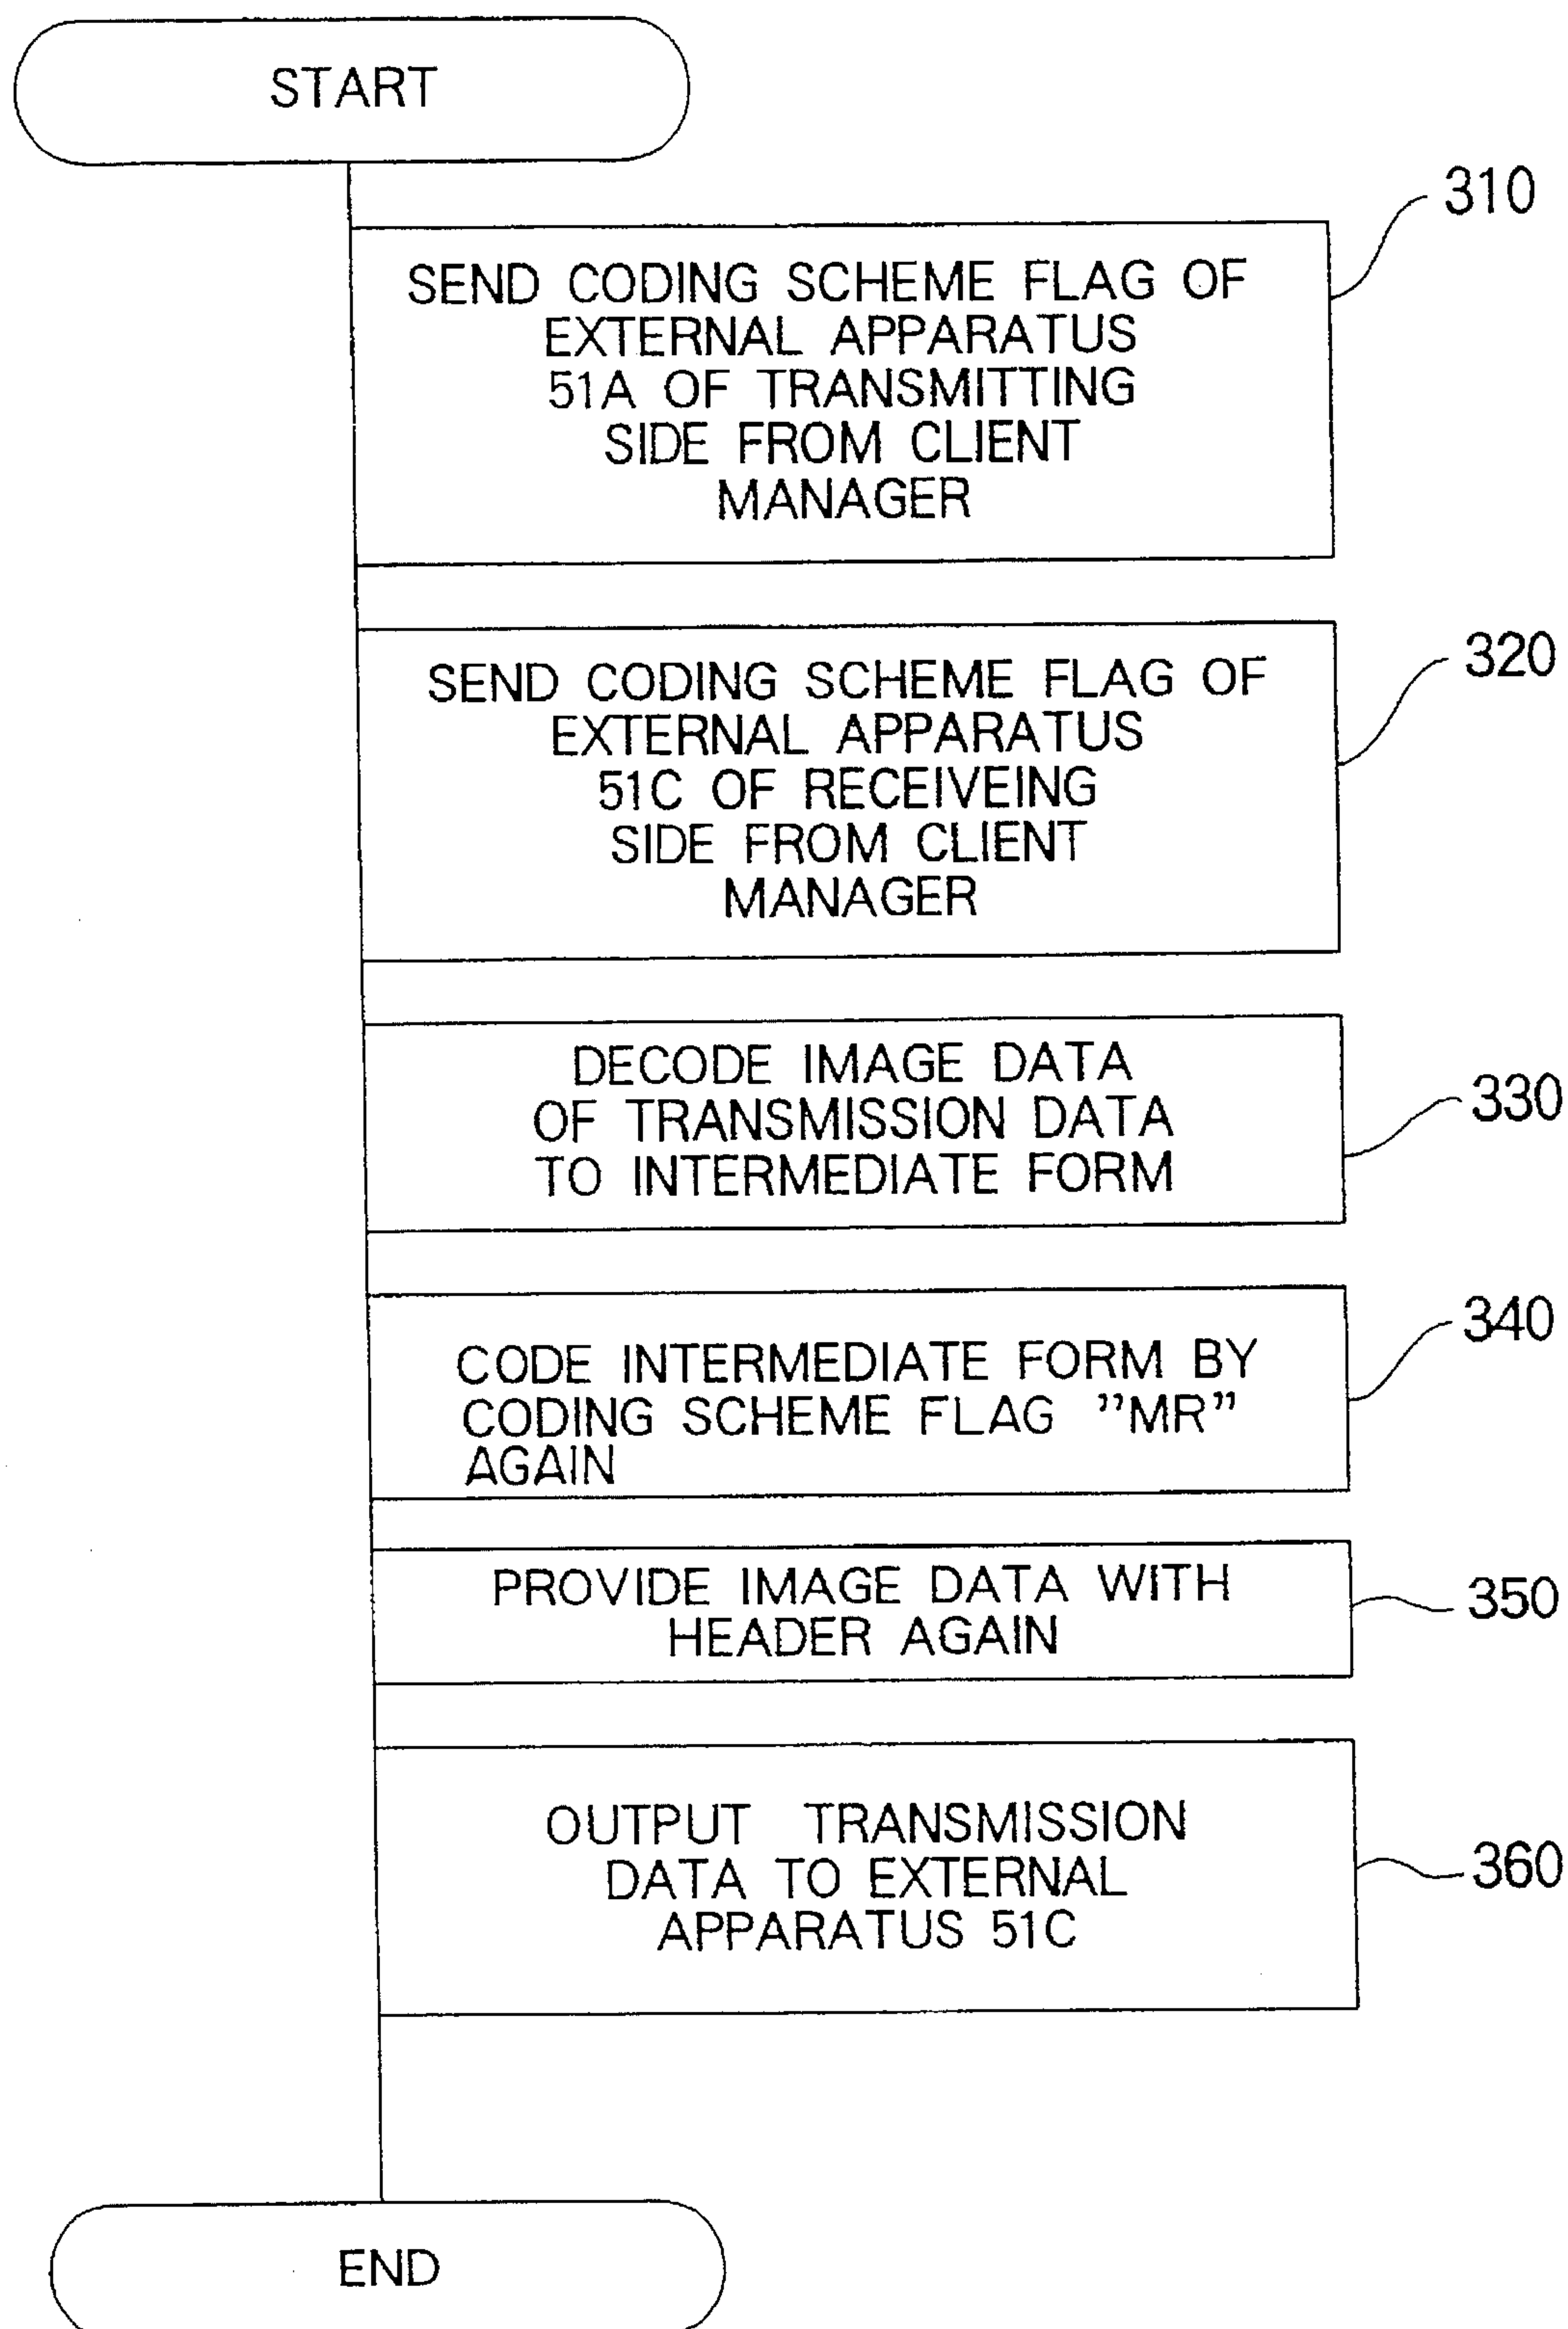 START
310
SEND CODING SCHEME FLAG OF
EXTERNAL APPARATUS
51A OF TRANSMITTING
SIDE FROM CLIENT
MANAGER
320
SEND CODING SCHEME FLAG OF
EXTERNAL APPARATUS
51C OF RECEIVEING
SIDE FROM CLIENT
MANAGER
330
DECODE IMAGE DATA
OF TRANSMISSION DATA
TO INTERMEDIATE FORM
340
CODE INTERMEDIATE FORM BY
CODING SCHEME FLAG ”MR”
AGAIN
350
PROVIDE IMAGE DATA WITH
HEADER AGAIN
360
OUTPUT TRANSMISSION
DATA TO EXTERNAL
APPARATUS 51C
END